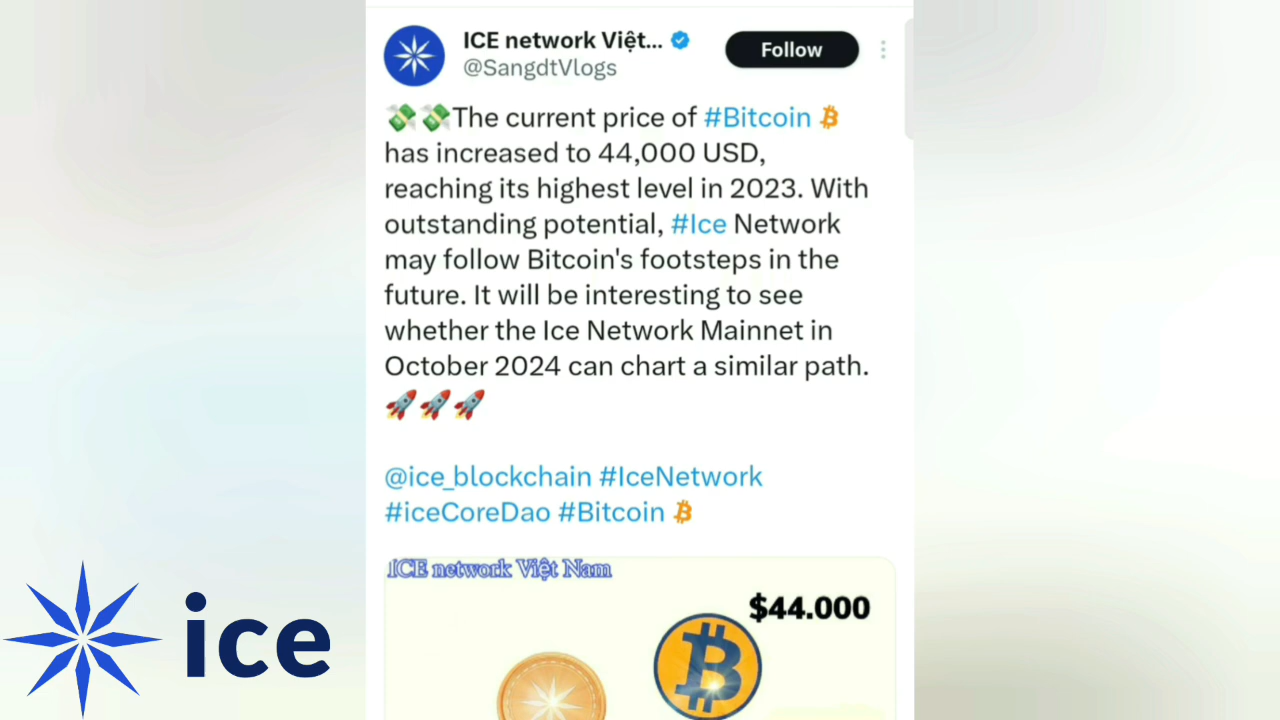 ICE network Việt...
Follow
@SangdtVlogs
💸💸The current price of #Bitcoin
has increased to 44,000 USD,
reaching its highest level in 2023. With
outstanding potential, #Ice Network
may follow Bitcoin's footsteps in the
future. It will be interesting to see
whether the Ice Network Mainnet in
October 2024 can chart a similar path.
🚀🚀🚀
@ice_blockchain #IceNetwork
#iceCoreDao #Bitcoin
ICE network Việt Nam
$44.000
ice